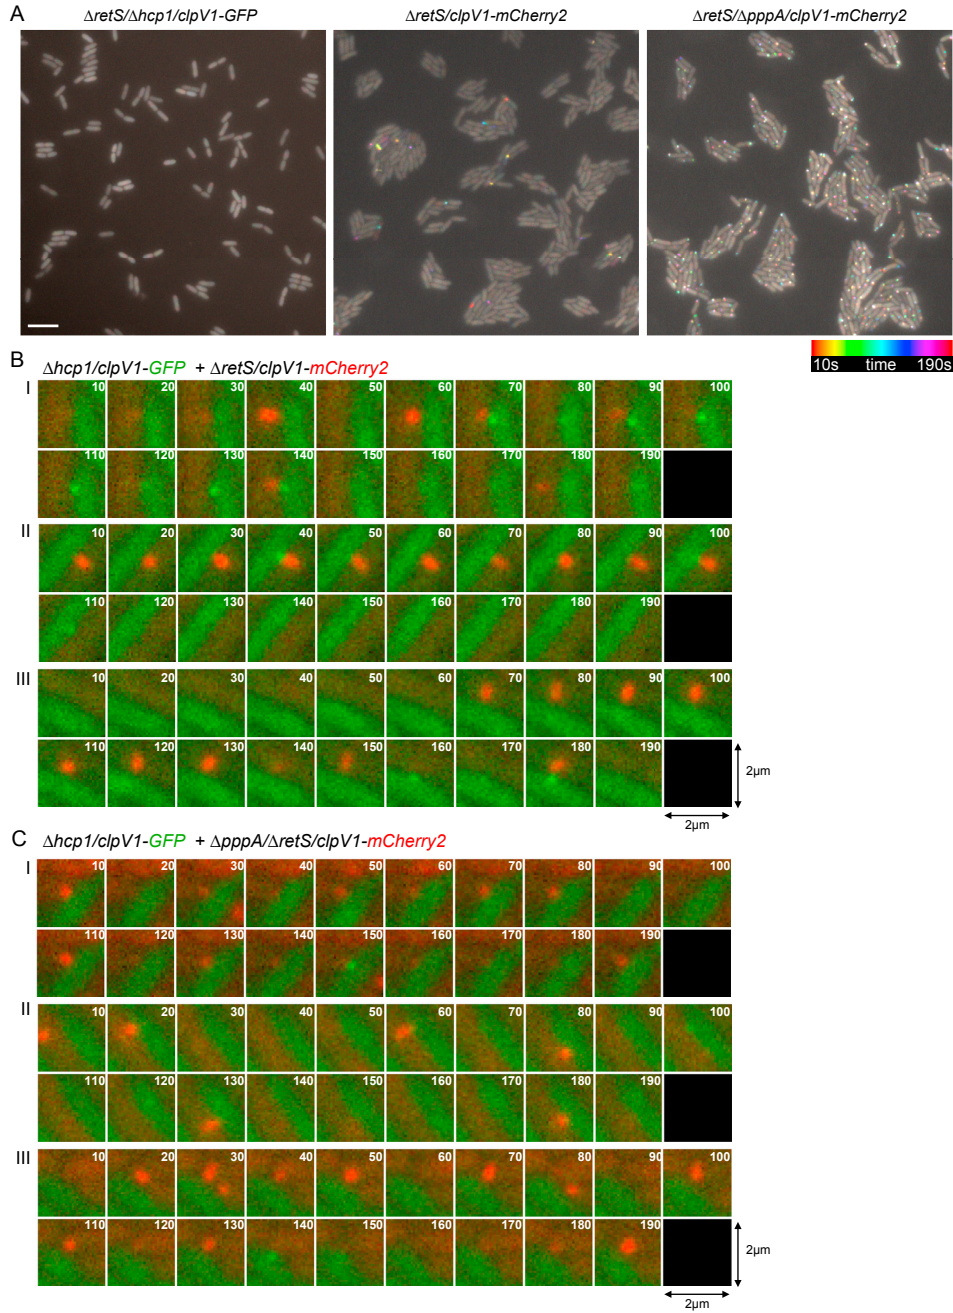 A
ΔretS/Δhcp1/clpV1-GFP
ΔretS/clpV1-mCherry2
ΔretS/ΔpppA/clpV1-mCherry2
10s time 190s
B
Δhcp1/clpV1-GFP + ΔretS/clpV1-mCherry2
I
10 20 30 40 50 60 70 80 90 100
110 120 130 140 150 160 170 180 190
II
10 20 30 40 50 60 70 80 90 100
110 120 130 140 150 160 170 180 190
III
10 20 30 40 50 60 70 80 90 100
110 120 130 140 150 160 170 180 190
2µm
2µm
C
Δhcp1/clpV1-GFP + ΔpppA/ΔretS/clpV1-mCherry2
I
10 20 30 40 50 60 70 80 90 100
110 120 130 140 150 160 170 180 190
II
10 20 30 40 50 60 70 80 90 100
110 120 130 140 150 160 170 180 190
III
10 20 30 40 50 60 70 80 90 100
110 120 130 140 150 160 170 180 190
2µm
2µm